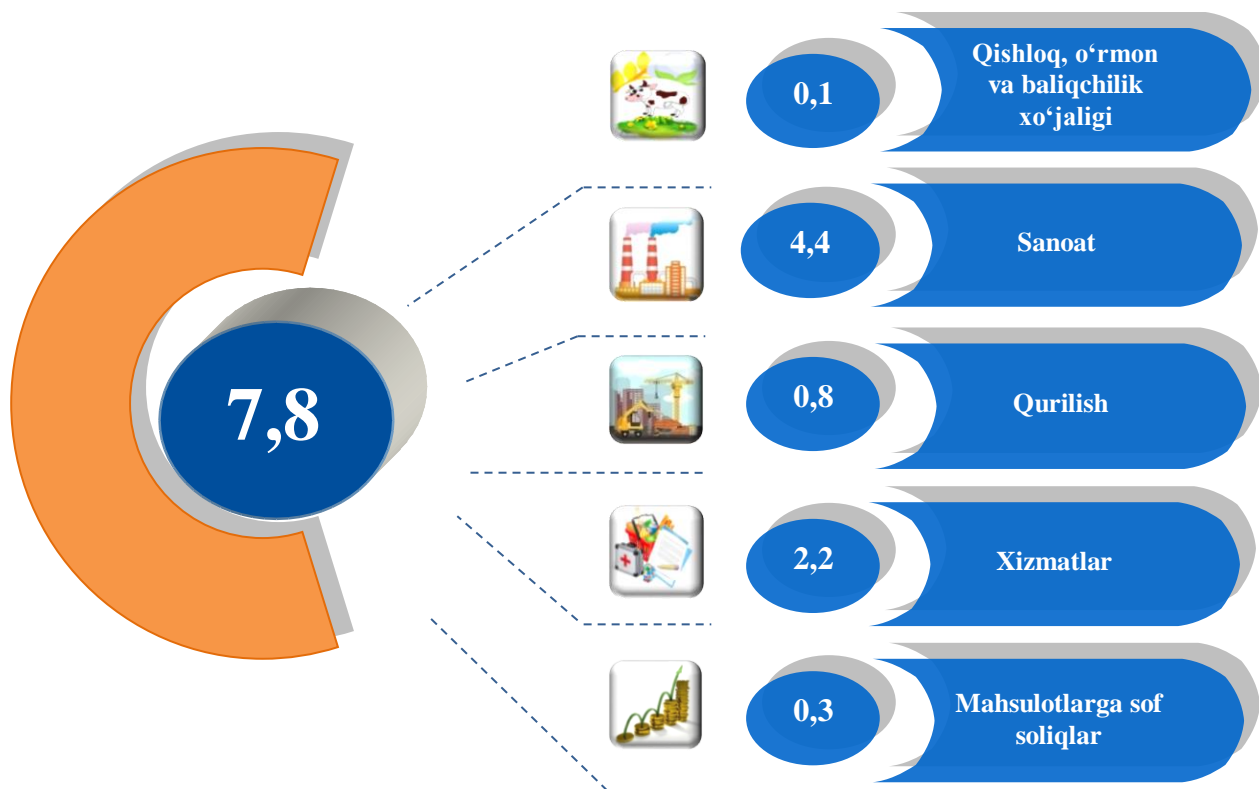 7,8
0,1
Qishloq, o‘rmon
va baliqchilik
xo‘jaligi
4,4
Sanoat
0,8
Qurilish
2,2
Xizmatlar
0,3
Mahsulotlarga sof
soliqlar